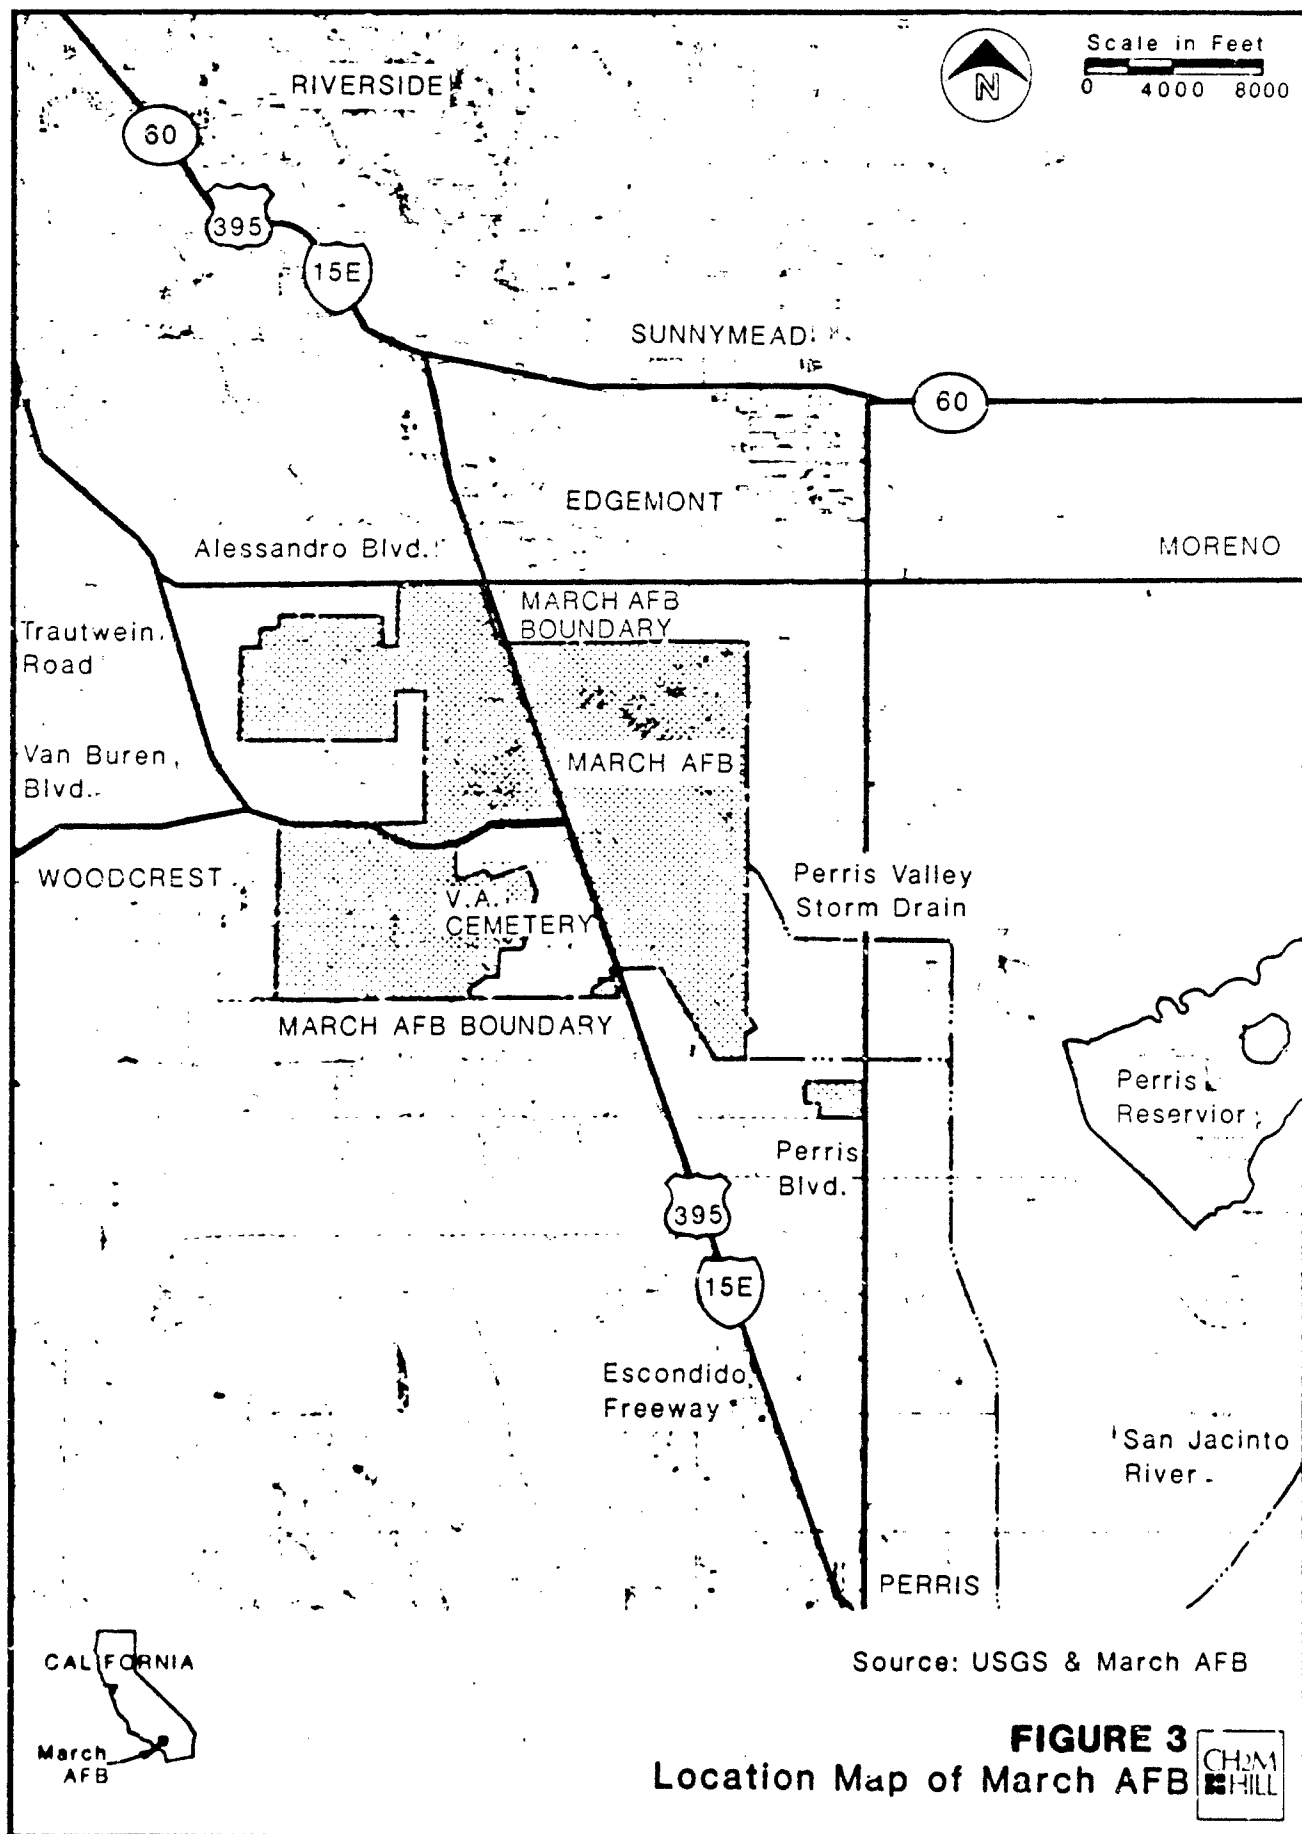 Scale in Feet
0 4000 8000
N
RIVERSIDE
60
395
15E
SUNNYMEAD
60
EDGEMONT
Alessandro Blvd.
MORENO
MARCH AFB
BOUNDARY
Trautwein
Road
Van Buren
Blvd.
MARCH AFB
WOODCREST
V.A.
CEMETERY
Perris Valley
Storm Drain
MARCH AFB BOUNDARY
Perris
Reservior
Perris
Blvd.
395
15E
Escondido
Freeway
San Jacinto
River
PERRIS
CALIFORNIA
March
AFB
Source: USGS & March AFB
FIGURE 3
Location Map of March AFB
CH2M
HILL